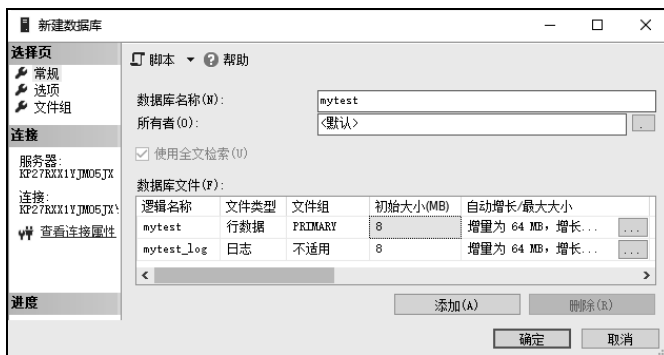 新建数据库
选择页
常规
选项
文件组
连接
服务器:
KP27RXX1YJMO5JX
连接:
KP27RXX1YJMO5JX\
查看连接属性
进度
脚本 帮助
数据库名称(N): mytest
所有者(O): <默认> .
使用全文检索(U)
数据库文件(F):
逻辑名称 文件类型 文件组 初始大小(MB) 自动增长/最大大小
mytest 行数据 PRIMARY 8 增量为 64 MB，增长... ...
mytest_log 日志 不适用 8 增量为 64 MB，增长... ...
添加(A) 删除(R)
确定 取消